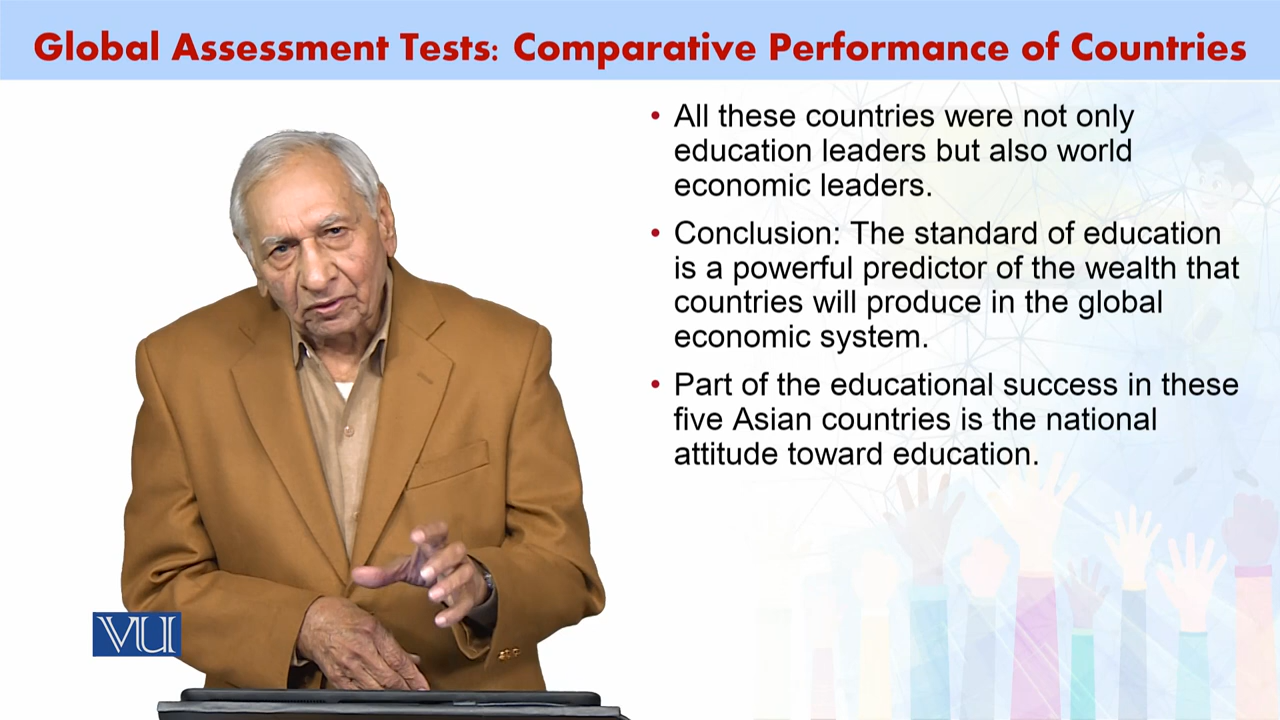 Global Assessment Tests: Comparative Performance of Countries
• All these countries were not only
education leaders but also world
economic leaders.
• Conclusion: The standard of education
is a powerful predictor of the wealth that
countries will produce in the global
economic system.
• Part of the educational success in these
five Asian countries is the national
attitude toward education.
VU